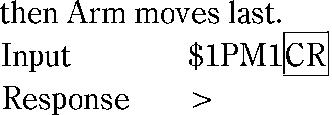 then Arm moves last.
Input $1PM1CR
Response >